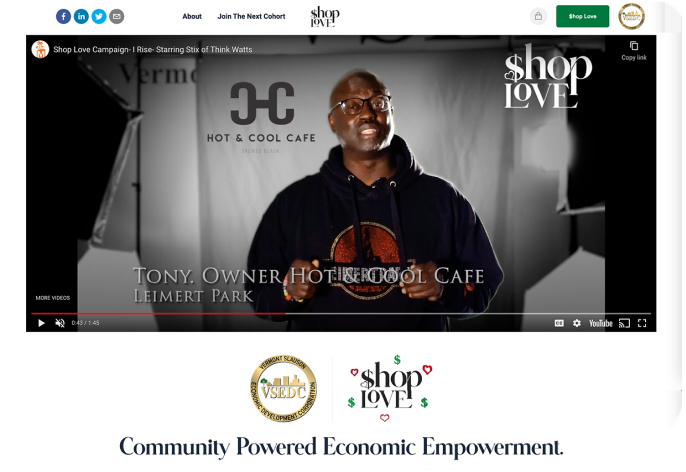 About
Join The Next Cohort
$hop
LOVE!
$hop Love
VSEDC
Shop Love Campaign- I Rise- Starring Stix of Think Watts
Copy link
$hop
LOVE!
HOT & COOL CAFE
Tony. Owner Hot & Cool Cafe
Leimert Park
MORE VIDEOS
0:43 / 1:45
CC
YouTube
VERMONT SLAUSON
VSEDC
ECONOMIC DEVELOPMENT CORPORATION
$hop
LOVE!
Community Powered Economic Empowerment.